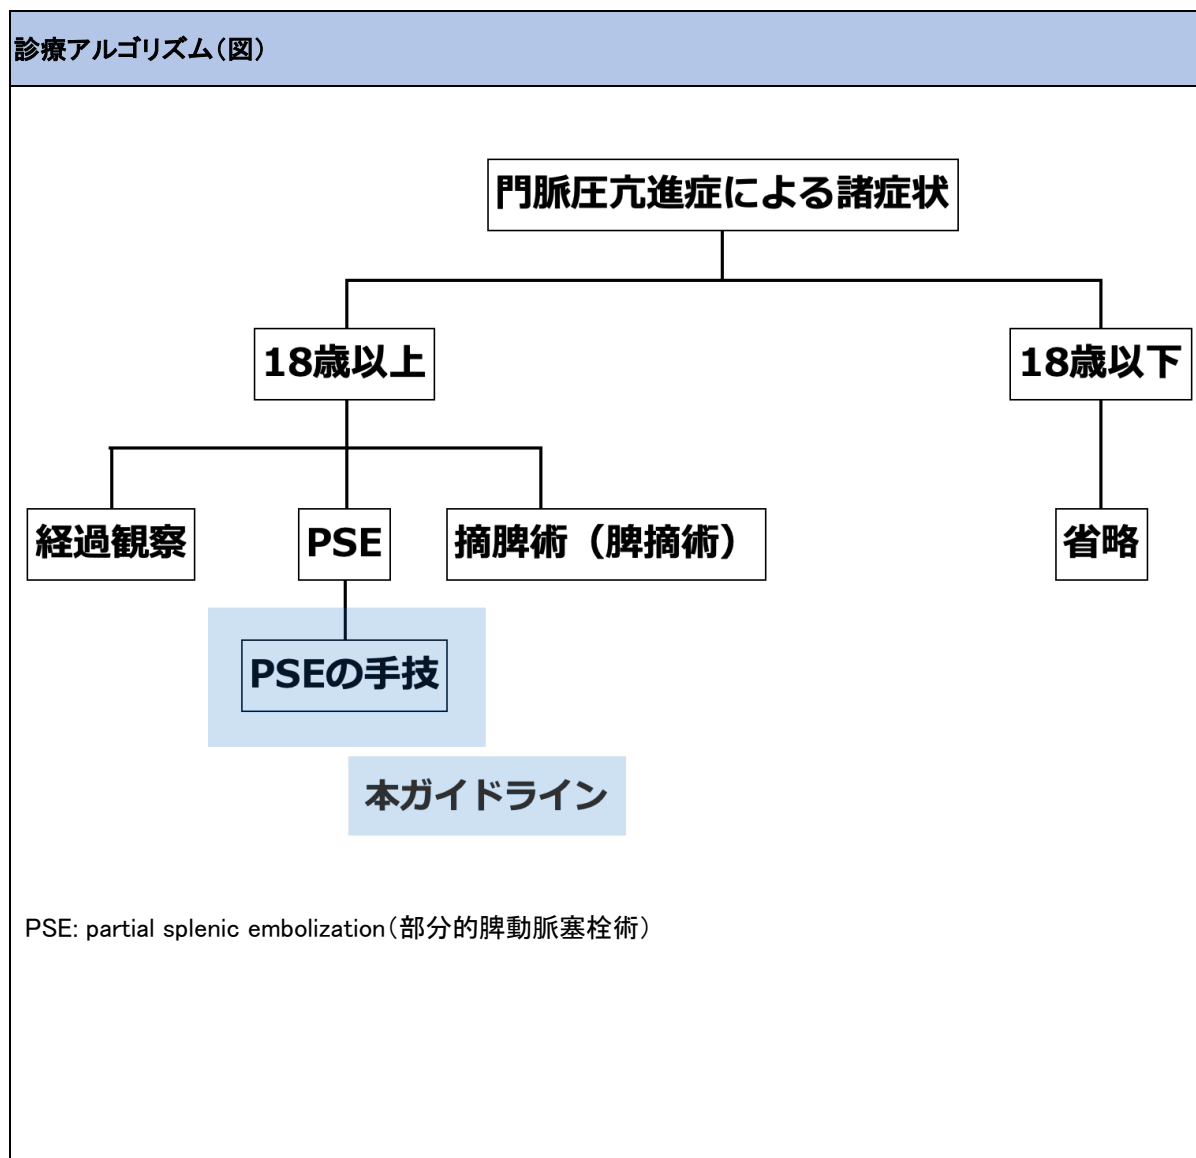 診療アルゴリズム（図）
門脈圧亢進症による諸症状
18歳以上
18歳以下
経過観察
PSE
摘脾術（脾摘術）
省略
PSEの手技
本ガイドライン
PSE: partial splenic embolization（部分的脾動脈塞栓術）